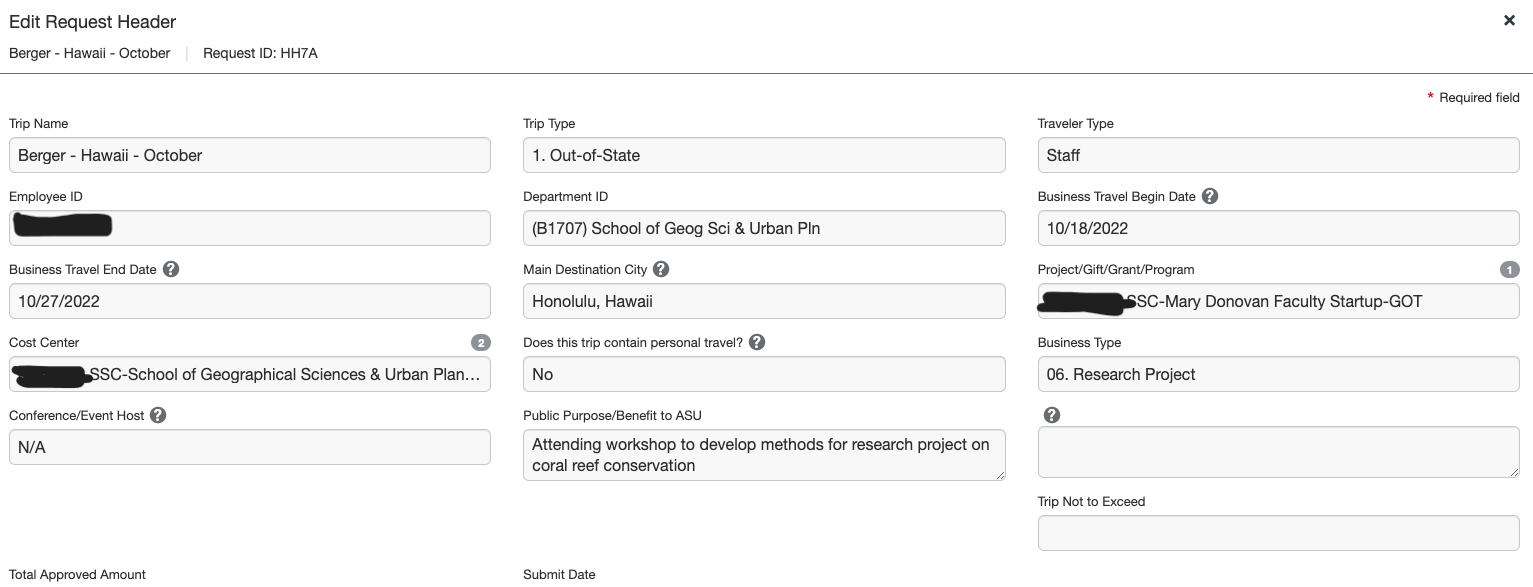 Edit Request Header
Berger - Hawaii - October | Request ID: HH7A
* Required field
Trip Name
Berger - Hawaii - October
Trip Type
1. Out-of-State
Traveler Type
Staff
Employee ID
Department ID
(B1707) School of Geog Sci & Urban Pln
Business Travel Begin Date ?
10/18/2022
Business Travel End Date ?
10/27/2022
Main Destination City ?
Honolulu, Hawaii
Project/Gift/Grant/Program 1
SSC-Mary Donovan Faculty Startup-GOT
Cost Center 2
SSC-School of Geographical Sciences & Urban Plan...
Does this trip contain personal travel? ?
No
Business Type
06. Research Project
Conference/Event Host ?
N/A
Public Purpose/Benefit to ASU
Attending workshop to develop methods for research project on
coral reef conservation
?
Trip Not to Exceed
Total Approved Amount
Submit Date